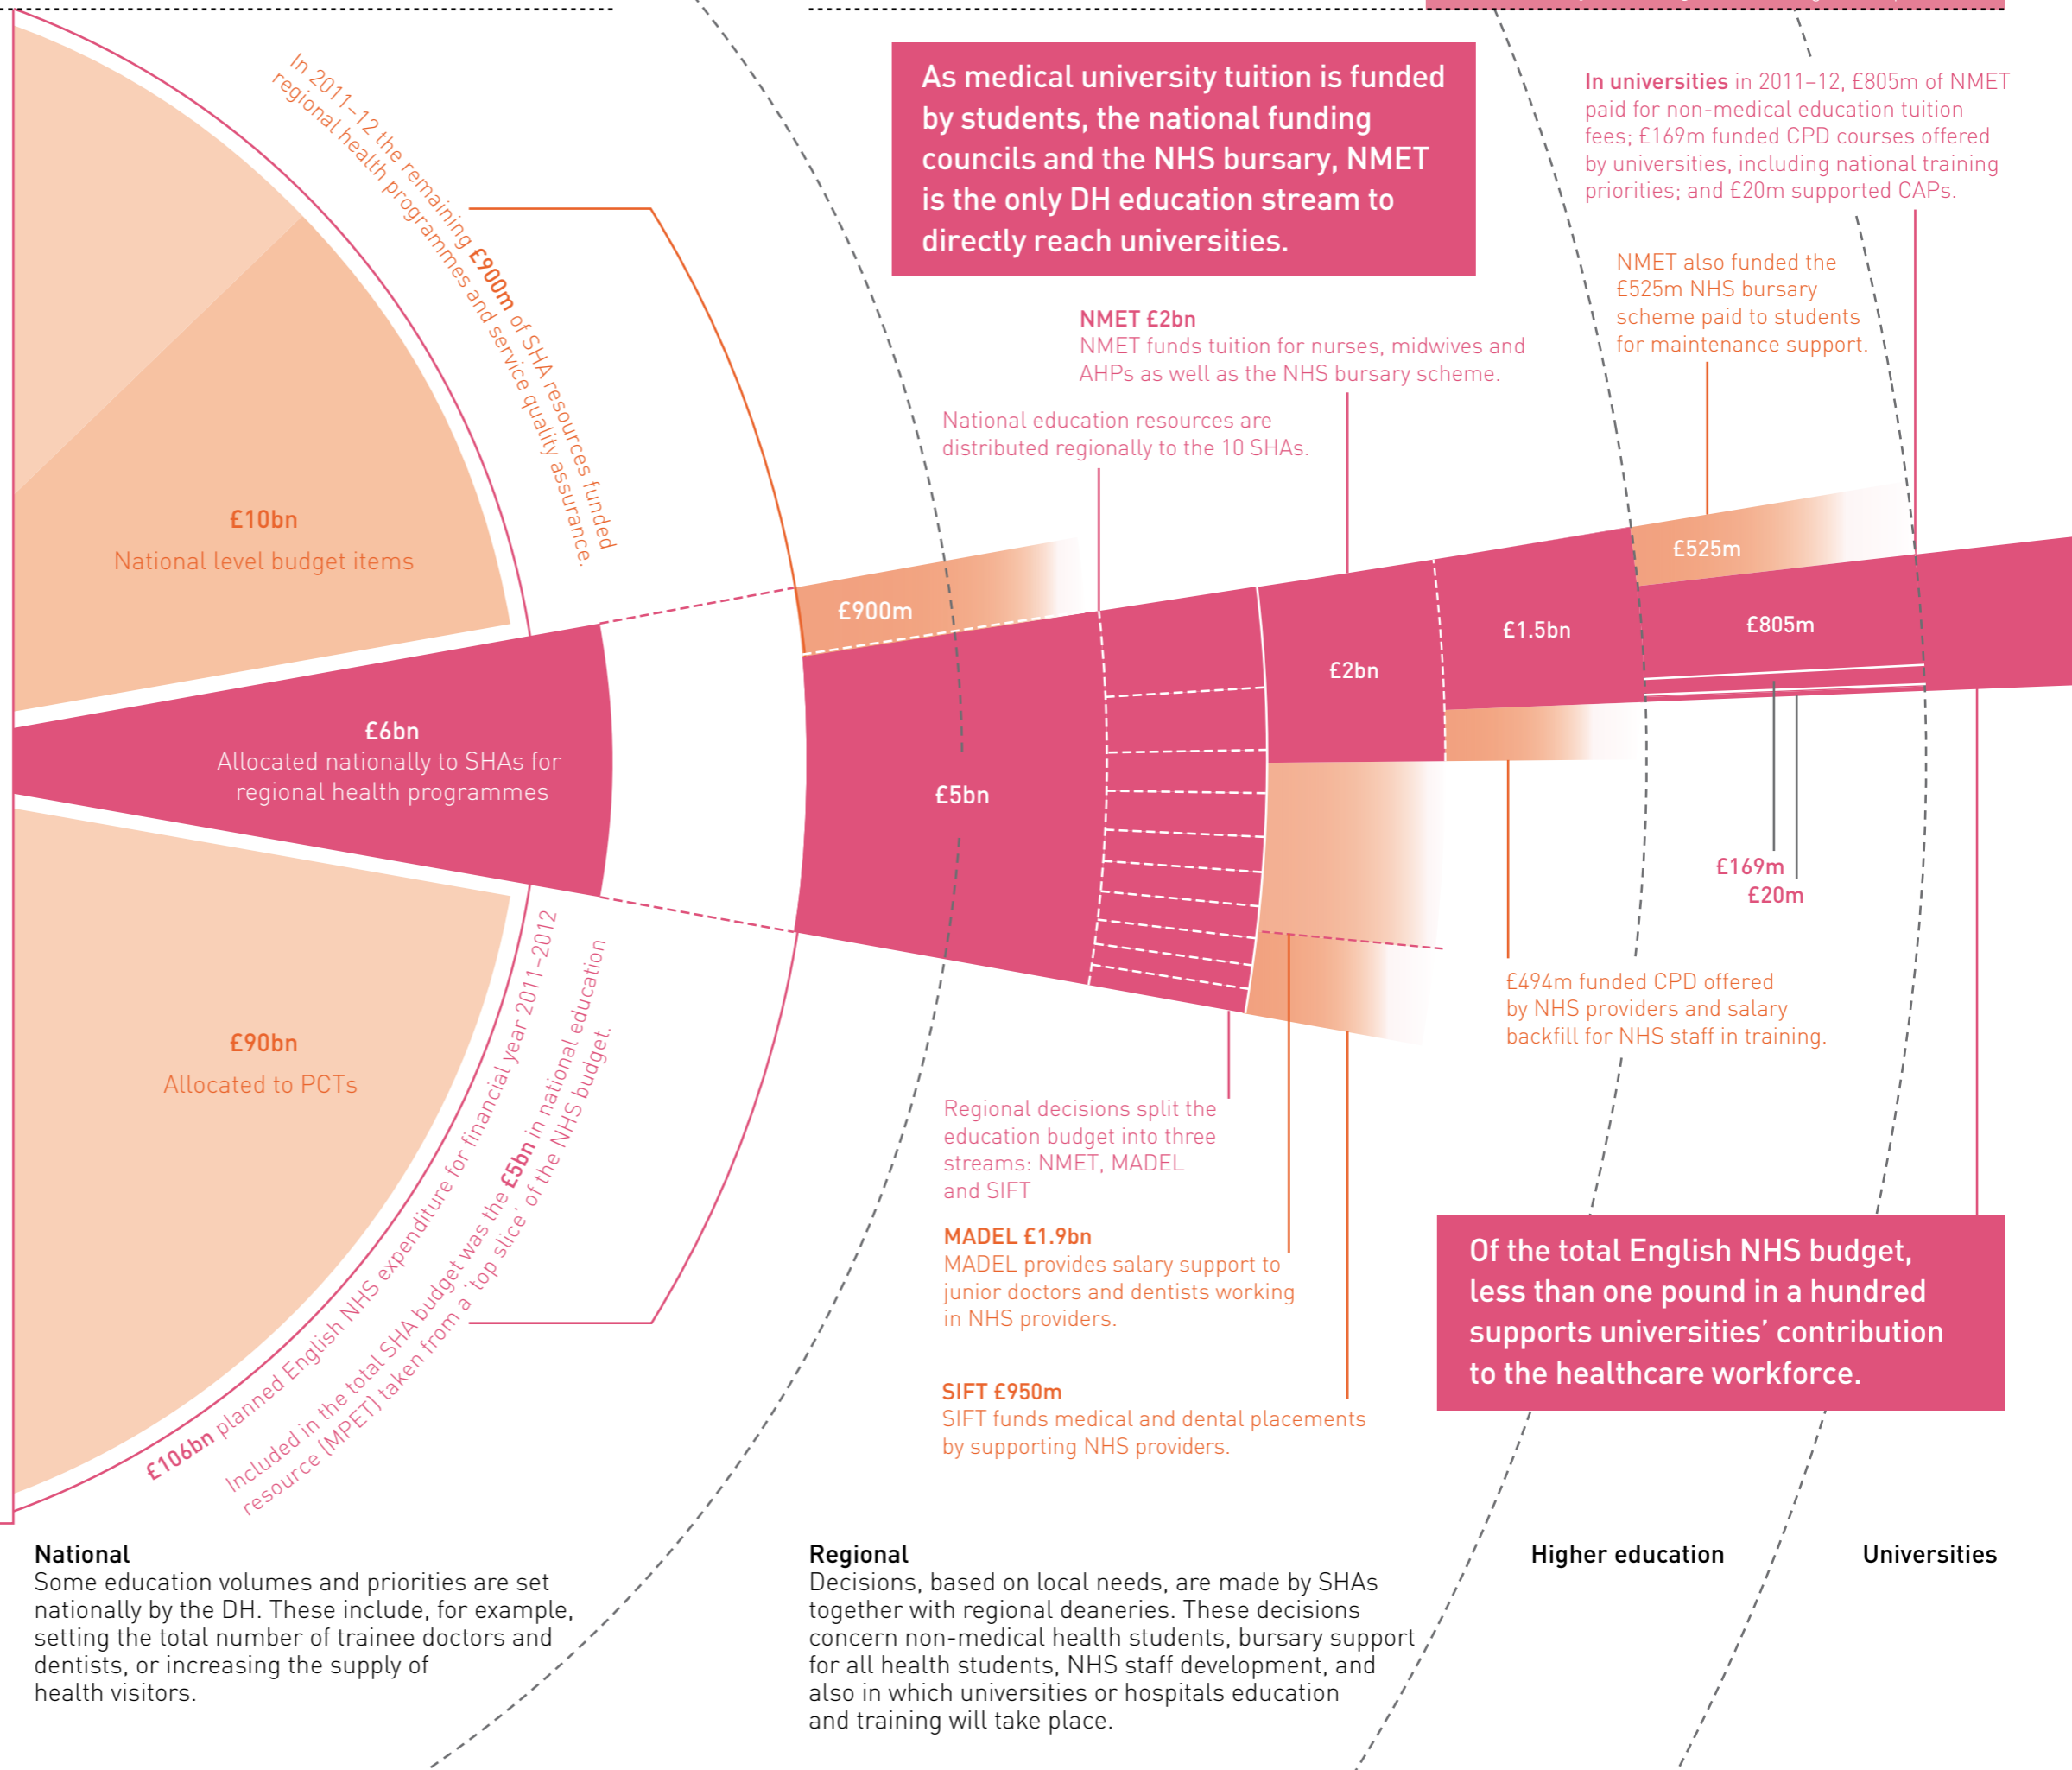 As medical university tuition is funded
by students, the national funding
councils and the NHS bursary, NMET
is the only DH education stream to
directly reach universities.
In universities in 2011–12, £805m of NMET
paid for non-medical education tuition
fees; £169m funded CPD courses offered
by universities, including national training
priorities; and £20m supported CAPs.
In 2011–12 the remaining £900m of SHA resources funded
regional health programmes and service quality assurance.
NMET also funded the
£525m NHS bursary
scheme paid to students
for maintenance support.
NMET £2bn
NMET funds tuition for nurses, midwives and
AHPs as well as the NHS bursary scheme.
National education resources are
distributed regionally to the 10 SHAs.
£10bn
National level budget items
£900m
£525m
£805m
£1.5bn
£2bn
£6bn
Allocated nationally to SHAs for
regional health programmes
£5bn
£169m
£20m
£494m funded CPD offered
by NHS providers and salary
backfill for NHS staff in training.
£90bn
Allocated to PCTs
£106bn planned English NHS expenditure for financial year 2011–2012
Included in the total SHA budget was the £5bn in national education
resource (MPET) taken from a ‘top slice’ of the NHS budget.
Regional decisions split the
education budget into three
streams: NMET, MADEL
and SIFT
MADEL £1.9bn
MADEL provides salary support to
junior doctors and dentists working
in NHS providers.
SIFT £950m
SIFT funds medical and dental placements
by supporting NHS providers.
Of the total English NHS budget,
less than one pound in a hundred
supports universities’ contribution
to the healthcare workforce.
National
Some education volumes and priorities are set
nationally by the DH. These include, for example,
setting the total number of trainee doctors and
dentists, or increasing the supply of
health visitors.
Regional
Decisions, based on local needs, are made by SHAs
together with regional deaneries. These decisions
concern non-medical health students, bursary support
for all health students, NHS staff development, and
also in which universities or hospitals education
and training will take place.
Higher education
Universities